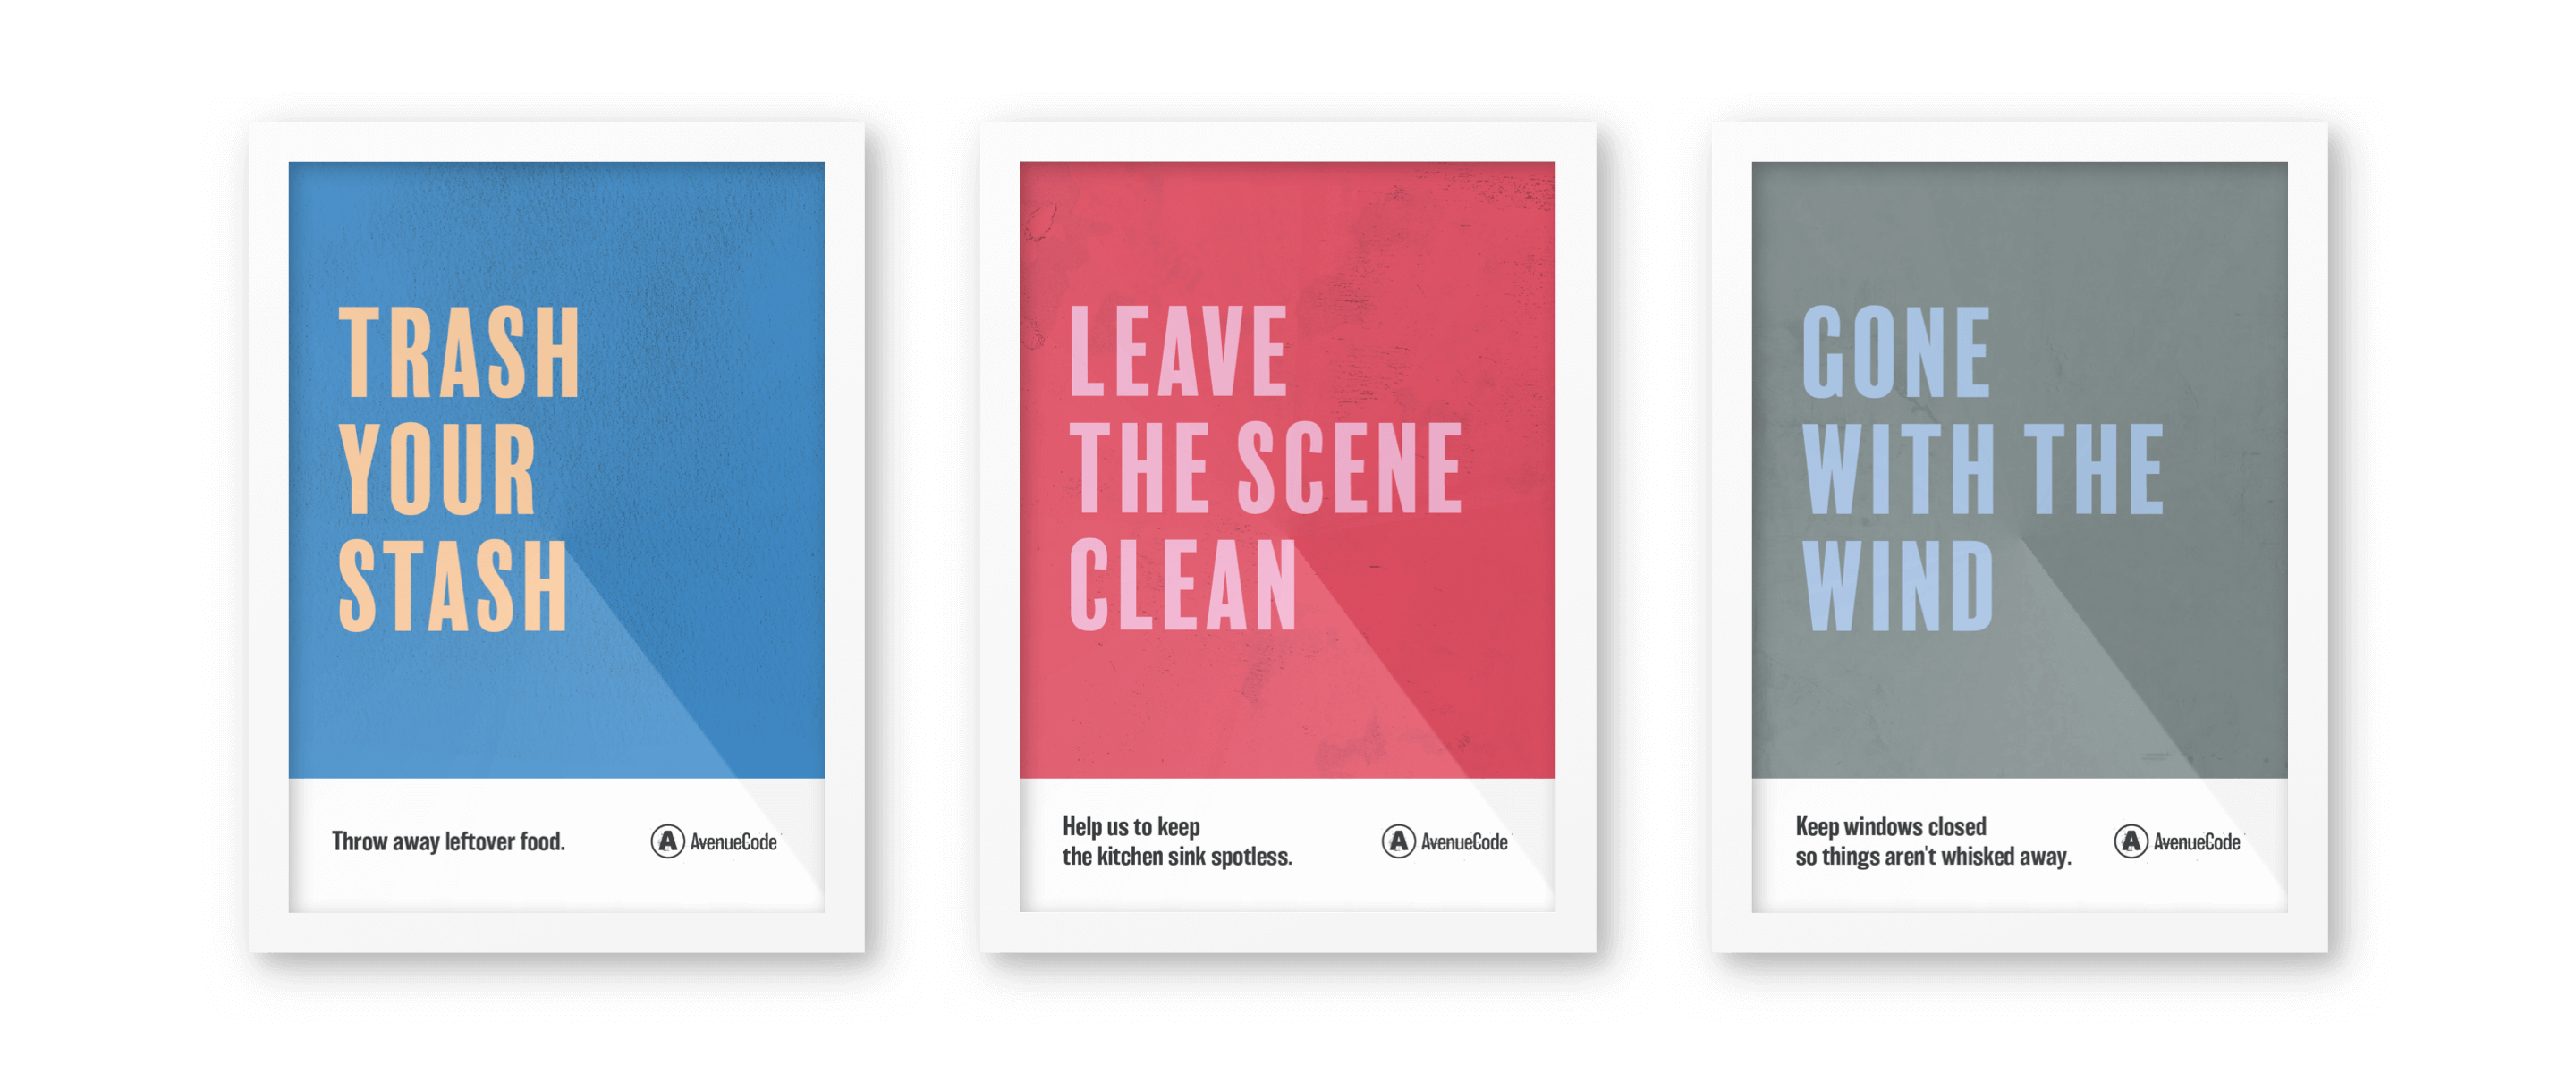 TRASH
YOUR
STASH
Throw away leftover food.
A AvenueCode
LEAVE
THE SCENE
CLEAN
Help us to keep
the kitchen sink spotless.
A AvenueCode
GONE
WITH THE
WIND
Keep windows closed
so things aren't whisked away.
A AvenueCode